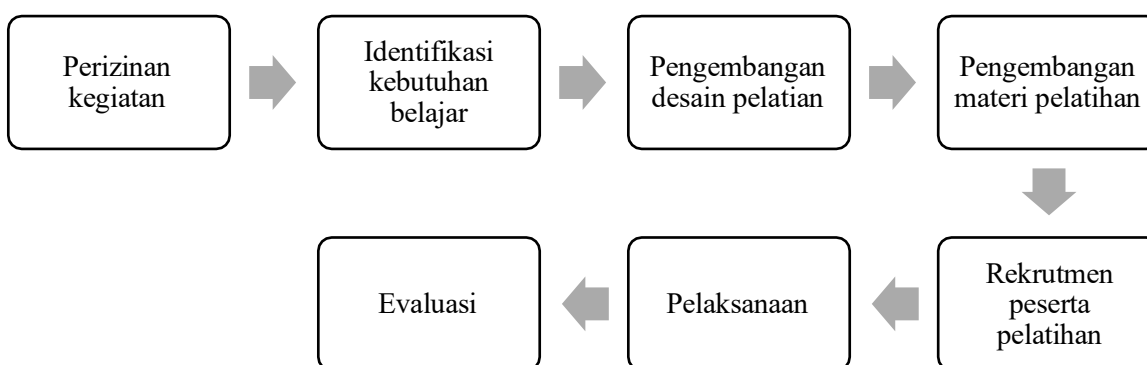 Perizinan
kegiatan
Identifikasi
kebutuhan
belajar
Pengembangan
desain pelatian
Pengembangan
materi pelatihan
Rekrutmen
peserta
pelatihan
Pelaksanaan
Evaluasi